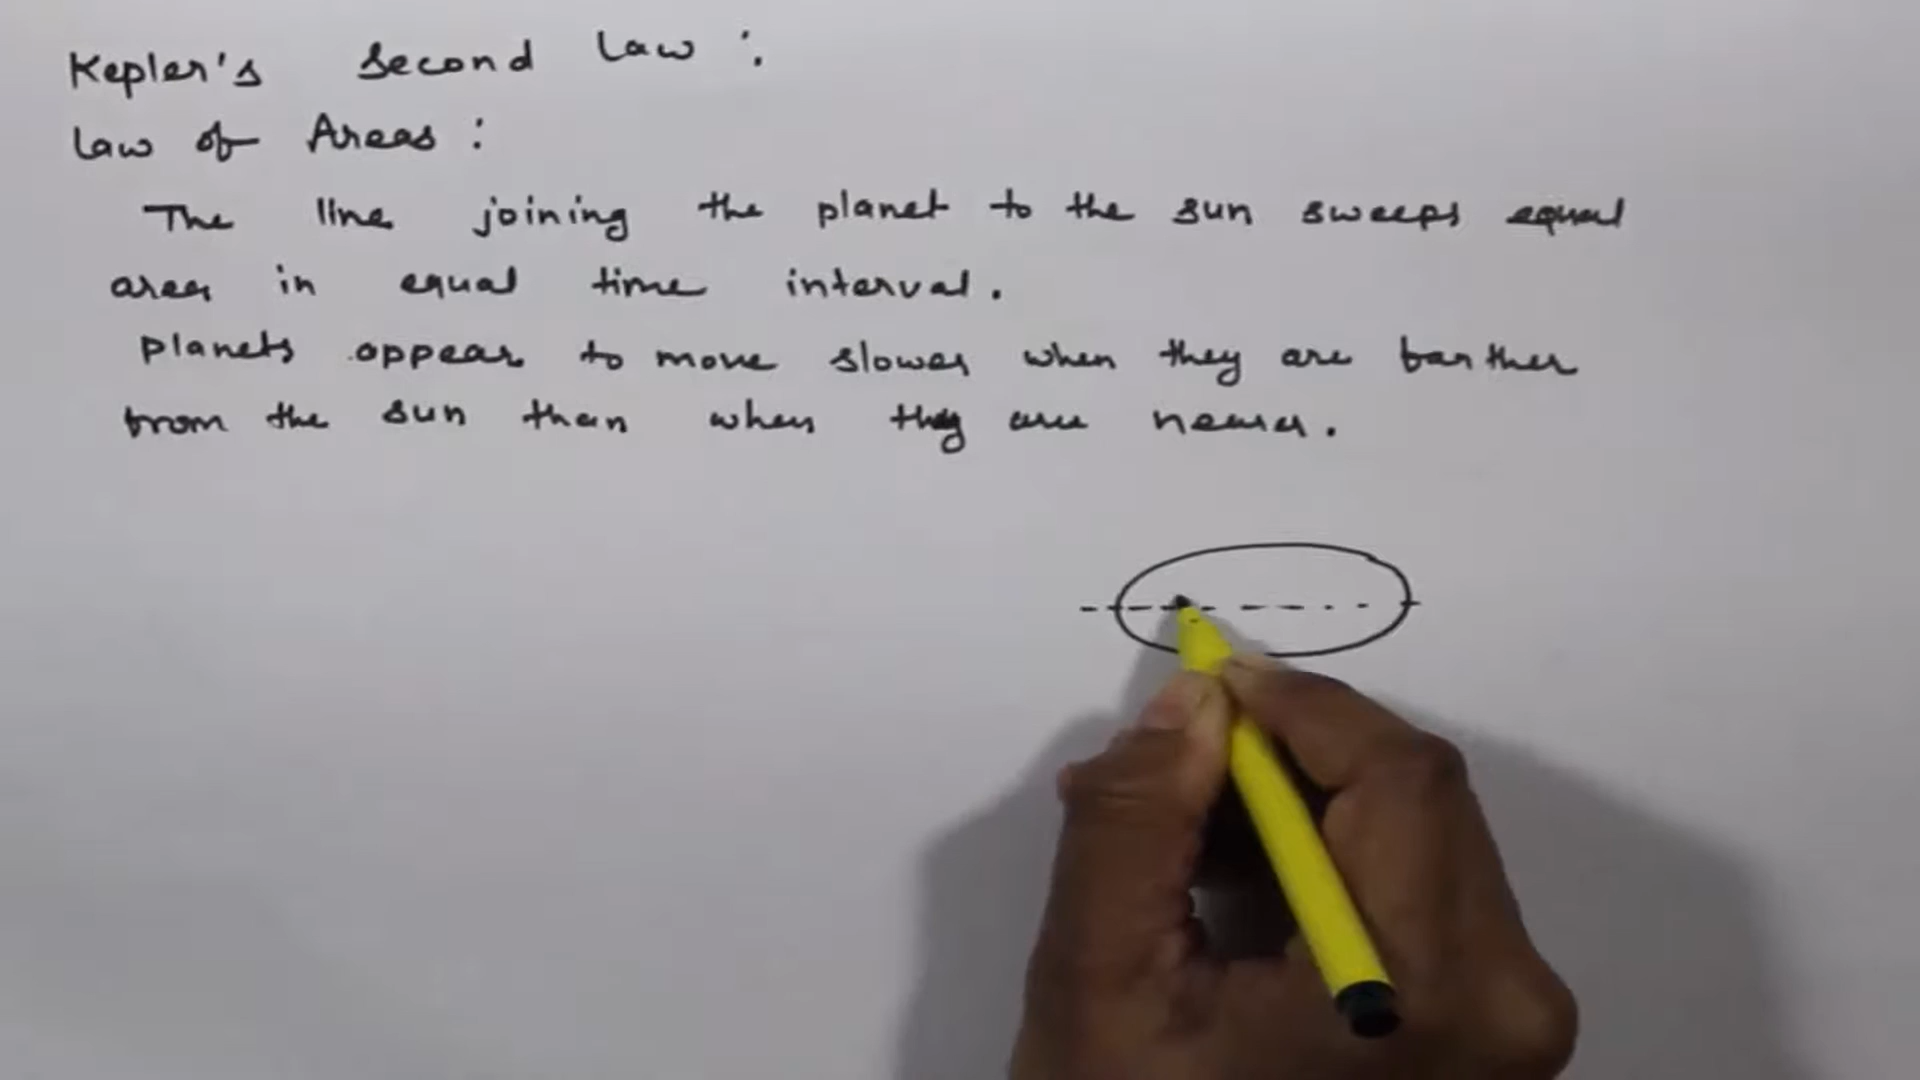 Kepler's second law :
Law of Areas :
The line joining the planet to the sun sweeps equal
area in equal time interval.
Planets appear to move slower when they are farther
from the sun than when they are nearer.